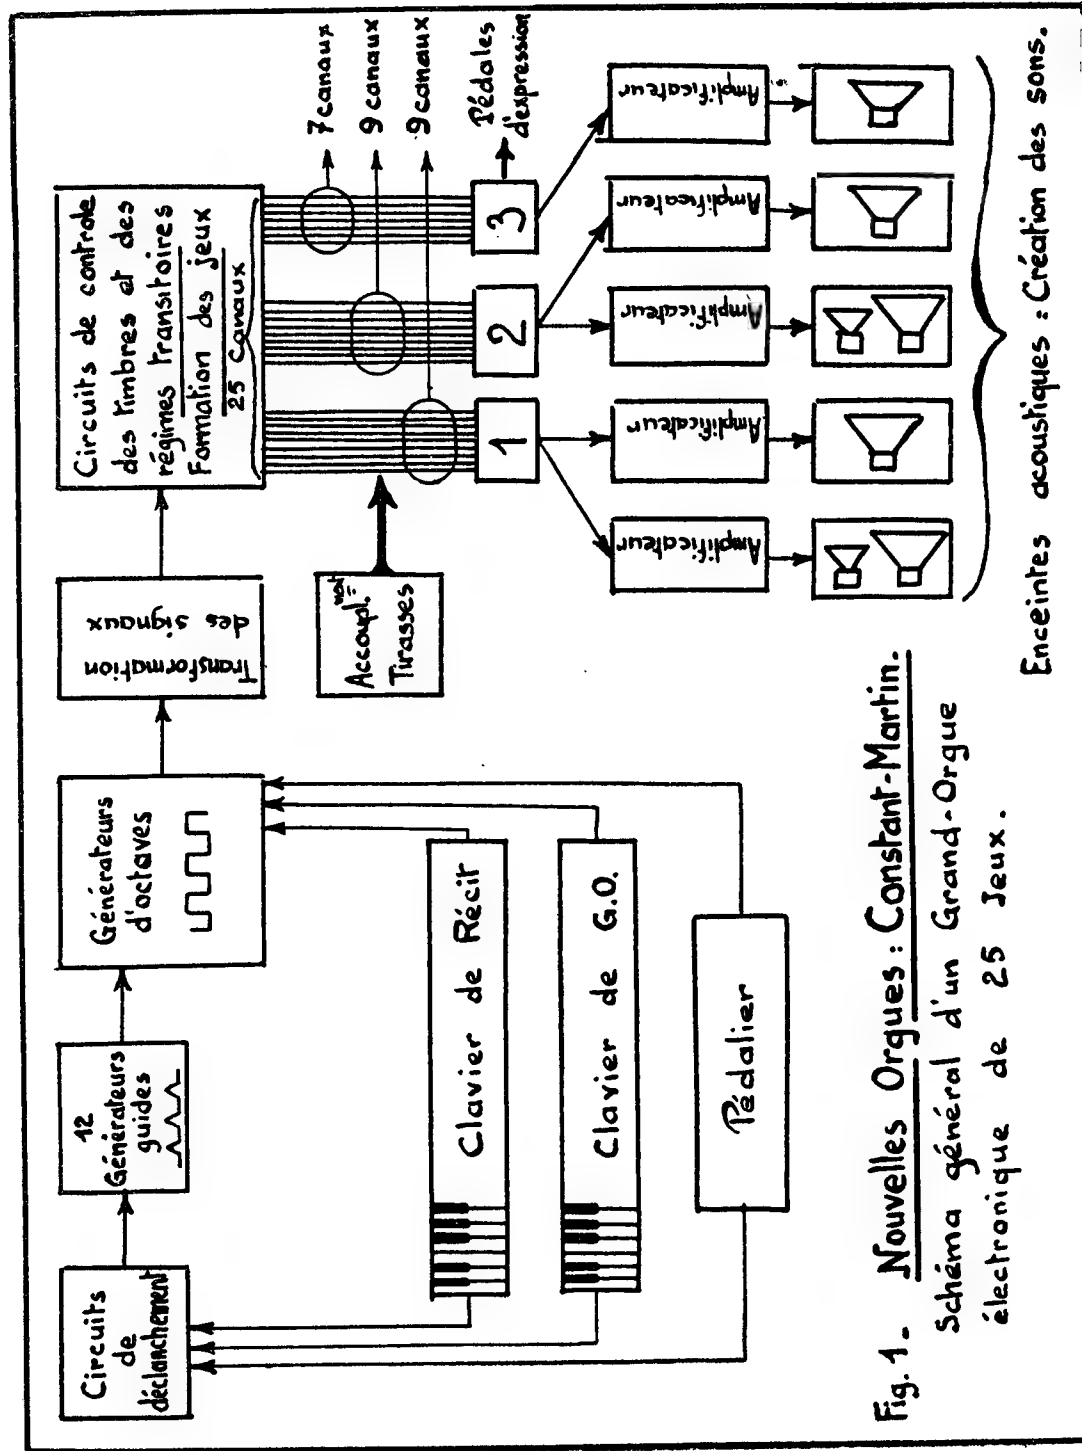 Circuits
de
déclanchement
12
Générateurs
guides
Générateurs
d'octaves
Transformation
des signaux
Circuits de controle
des timbres et des
régimes transitoires
Formation des jeux
25 Canaux
7 canaux
9 canaux
9 canaux
Pédales
d'expression
Accoupl.ment
Tirasses
1
2
3
Clavier de Récit
Clavier de G.O.
Pédalier
Amplificateur
Amplificateur
Amplificateur
Amplificateur
Amplificateur
Enceintes acoustiques : Création des sons.
Fig. 1. Nouvelles Orgues : Constant-Martin.
Schéma général d'un Grand-Orgue
électronique de 25 Jeux.